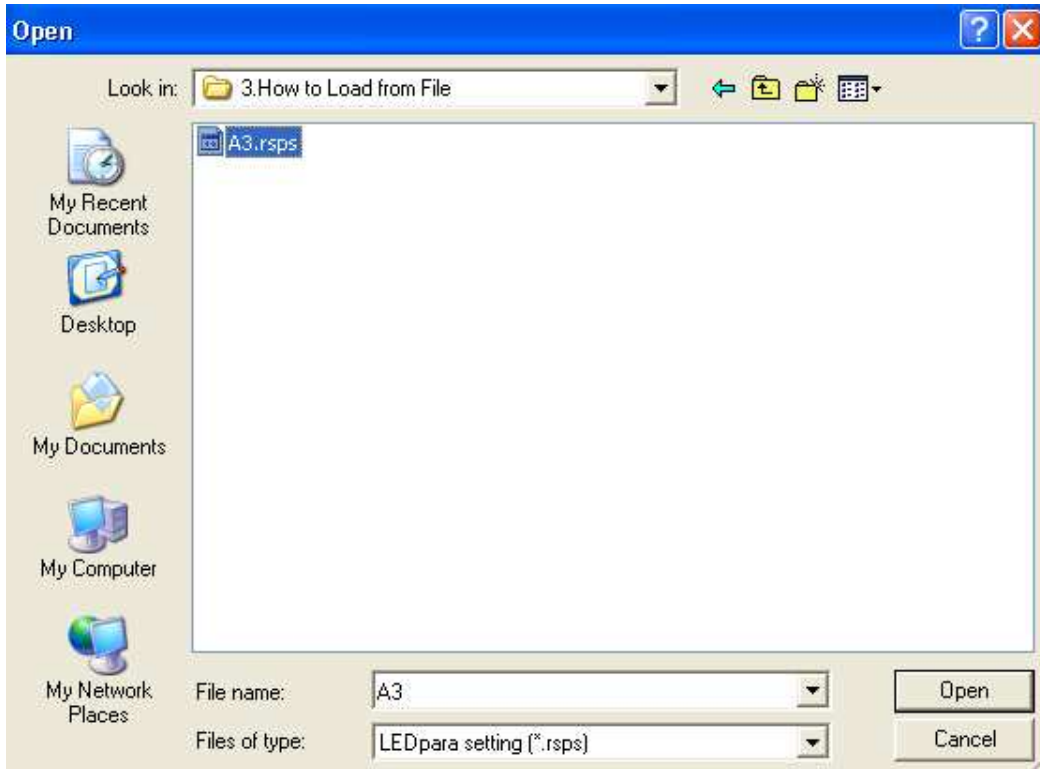 Open
Look in:
3.How to Load from File
A3.rsps
My Recent
Documents
Desktop
My Documents
My Computer
My Network
Places
File name:
A3
Open
Files of type:
LEDpara setting (*.rsps)
Cancel